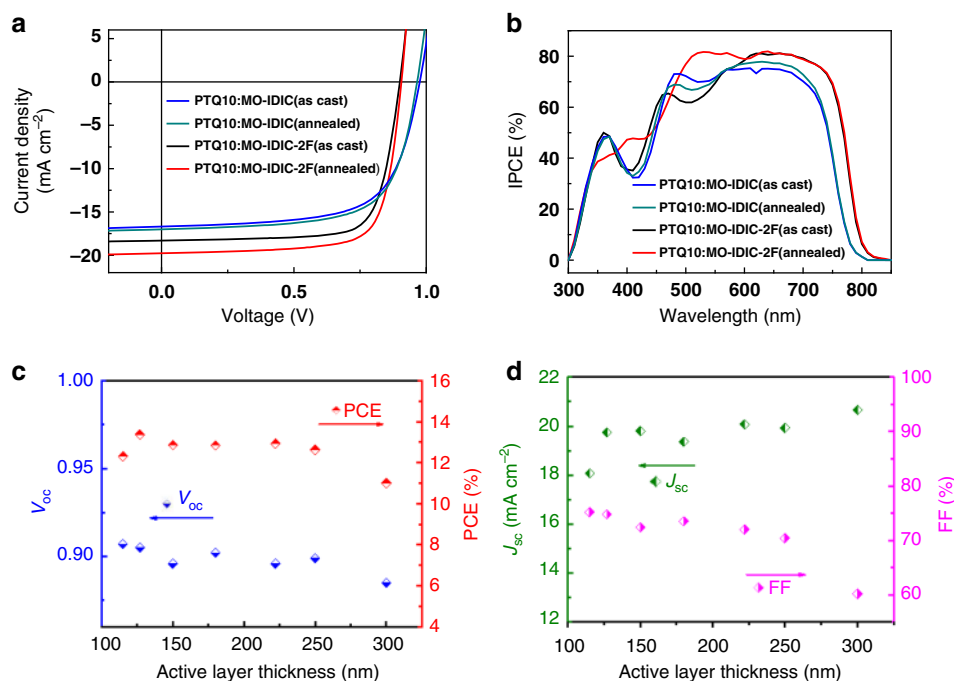 a
5
0
−5
−10
−15
−20
Current density
(mA cm−2)
PTQ10:MO-IDIC(as cast)
PTQ10:MO-IDIC(annealed)
PTQ10:MO-IDIC-2F(as cast)
PTQ10:MO-IDIC-2F(annealed)
0.0
0.5
1.0
Voltage (V)
b
80
60
40
20
0
IPCE (%)
PTQ10:MO-IDIC(as cast)
PTQ10:MO-IDIC(annealed)
PTQ10:MO-IDIC-2F(as cast)
PTQ10:MO-IDIC-2F(annealed)
300 400 500 600 700 800
Wavelength (nm)
c
1.00
0.95
0.90
Voc
PCE
Voc
16
14
12
10
8
6
4
PCE (%)
100 150 200 250 300
Active layer thickness (nm)
d
22
20
18
16
14
12
Jsc (mA cm−2)
Jsc
FF
100
90
80
70
60
FF (%)
100 150 200 250 300
Active layer thickness (nm)